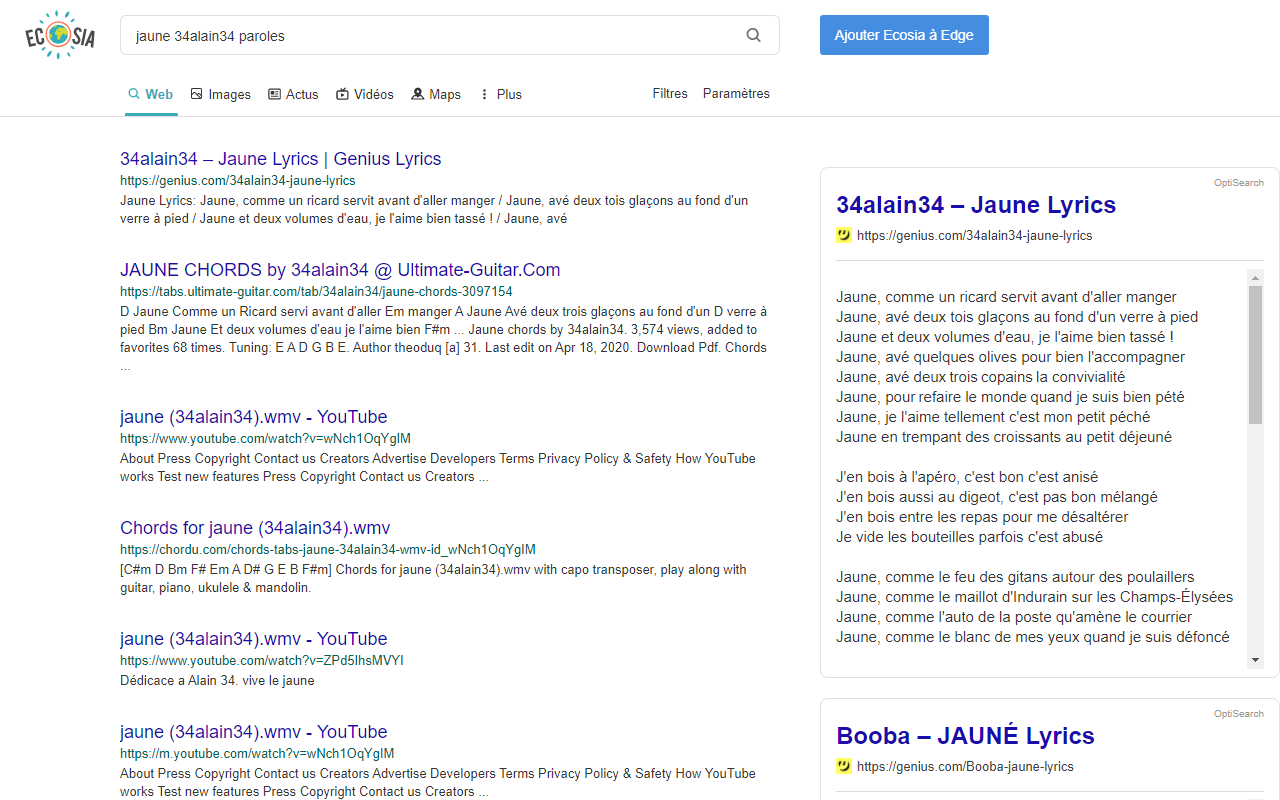 ECOSIA
jaune 34alain34 paroles
Ajouter Ecosia à Edge
Web
Images
Actus
Vidéos
Maps
Plus
Filtres
Paramètres
34alain34 – Jaune Lyrics | Genius Lyrics
https://genius.com/34alain34-jaune-lyrics
Jaune Lyrics: Jaune, comme un ricard servit avant d'aller manger / Jaune, avé deux tois glaçons au fond d'un
verre à pied / Jaune et deux volumes d'eau, je l'aime bien tassé ! / Jaune, avé
JAUNE CHORDS by 34alain34 @ Ultimate-Guitar.Com
https://tabs.ultimate-guitar.com/tab/34alain34/jaune-chords-3097154
D Jaune Comme un Ricard servi avant d'aller Em manger A Jaune Avé deux trois glaçons au fond d'un D verre à
pied Bm Jaune Et deux volumes d'eau je l'aime bien F#m ... Jaune chords by 34alain34. 3,574 views, added to
favorites 68 times. Tuning: E A D G B E. Author theoduq [a] 31. Last edit on Apr 18, 2020. Download Pdf. Chords
...
jaune (34alain34).wmv - YouTube
https://www.youtube.com/watch?v=wNch1OqYgIM
About Press Copyright Contact us Creators Advertise Developers Terms Privacy Policy & Safety How YouTube
works Test new features Press Copyright Contact us Creators ...
Chords for jaune (34alain34).wmv
https://chordu.com/chords-tabs-jaune-34alain34-wmv-id_wNch1OqYgIM
[C#m D Bm F# Em A D# G E B F#m] Chords for jaune (34alain34).wmv with capo transposer, play along with
guitar, piano, ukulele & mandolin.
jaune (34alain34).wmv - YouTube
https://www.youtube.com/watch?v=ZPd5IhsMVYI
Dédicace a Alain 34. vive le jaune
jaune (34alain34).wmv - YouTube
https://m.youtube.com/watch?v=wNch1OqYgIM
About Press Copyright Contact us Creators Advertise Developers Terms Privacy Policy & Safety How YouTube
works Test new features Press Copyright Contact us Creators ...
OptiSearch
34alain34 – Jaune Lyrics
https://genius.com/34alain34-jaune-lyrics
Jaune, comme un ricard servit avant d'aller manger
Jaune, avé deux tois glaçons au fond d'un verre à pied
Jaune et deux volumes d'eau, je l'aime bien tassé !
Jaune, avé quelques olives pour bien l'accompagner
Jaune, avé deux trois copains la convivialité
Jaune, pour refaire le monde quand je suis bien pété
Jaune, je l'aime tellement c'est mon petit péché
Jaune en trempant des croissants au petit déjeuné
J'en bois à l'apéro, c'est bon c'est anisé
J'en bois aussi au digeot, c'est pas bon mélangé
J'en bois entre les repas pour me désaltérer
Je vide les bouteilles parfois c'est abusé
Jaune, comme le feu des gitans autour des poulaillers
Jaune, comme le maillot d'Indurain sur les Champs-Élysées
Jaune, comme l'auto de la poste qu'amène le courrier
Jaune, comme le blanc de mes yeux quand je suis défoncé
OptiSearch
Booba – JAUNÉ Lyrics
https://genius.com/Booba-jaune-lyrics